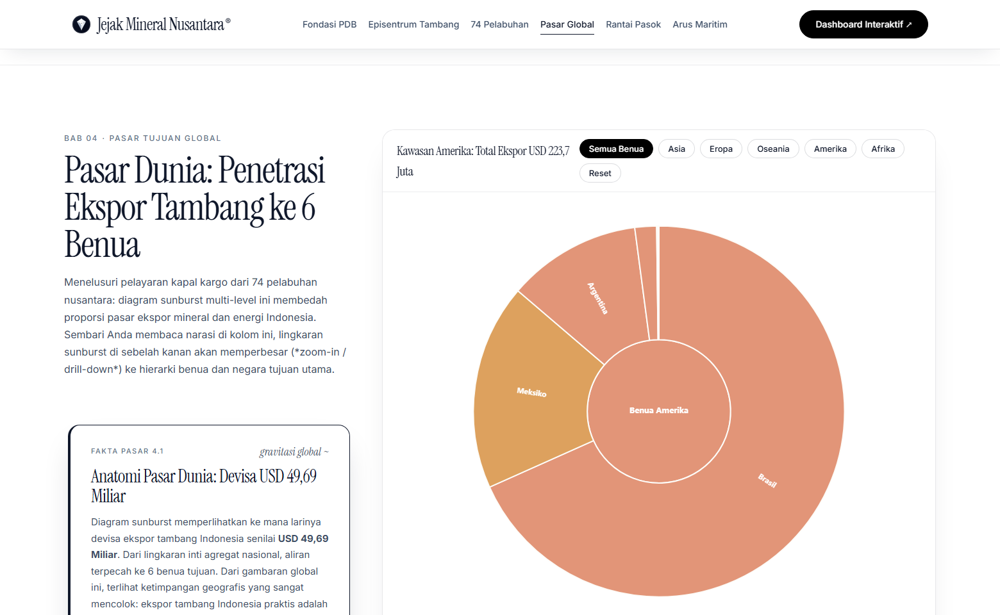 Jejak Mineral Nusantara®
Fondasi PDB
Episentrum Tambang
74 Pelabuhan
Pasar Global
Rantai Pasok
Arus Maritim
Dashboard Interaktif ↗
BAB 04 · PASAR TUJUAN GLOBAL
Pasar Dunia: Penetrasi
Ekspor Tambang ke 6
Benua
Menelusuri pelayaran kapal kargo dari 74 pelabuhan
nusantara: diagram sunburst multi-level ini membedah
proporsi pasar ekspor mineral dan energi Indonesia.
Sembari Anda membaca narasi di kolom ini, lingkaran
sunburst di sebelah kanan akan memperbesar (*zoom-in /
drill-down*) ke hierarki benua dan negara tujuan utama.
FAKTA PASAR 4.1
gravitasi global ~
Anatomi Pasar Dunia: Devisa USD 49,69
Miliar
Diagram sunburst memperlihatkan ke mana larinya
devisa ekspor tambang Indonesia senilai USD 49,69
Miliar. Dari lingkaran inti agregat nasional, aliran
terpecah ke 6 benua tujuan. Dari gambaran global
ini, terlihat ketimpangan geografis yang sangat
mencolok: ekspor tambang Indonesia praktis adalah
Kawasan Amerika: Total Ekspor USD 223,7
Juta
Semua Benua
Asia
Eropa
Oseania
Amerika
Afrika
Reset
Argentina
Meksiko
Benua Amerika
Brasil